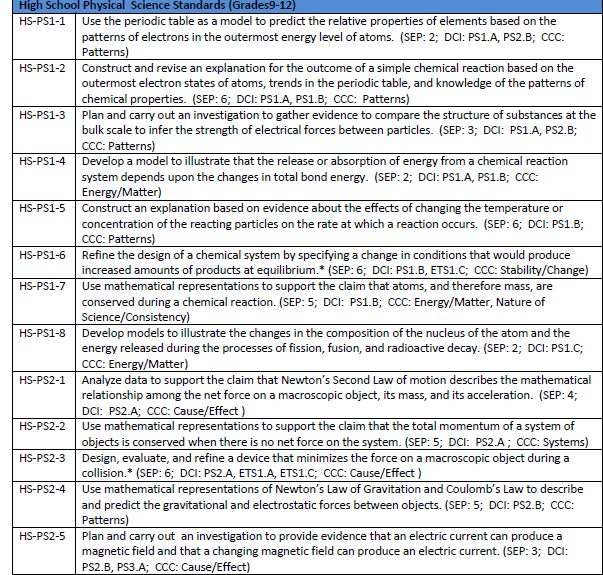 High School Physical  Science Standards (Grades9-12)
HS-PS1-1 Use the periodic table as a model to predict the relative properties of elements based on the
patterns of electrons in the outermost energy level of atoms.  (SEP: 2;  DCI: PS1.A, PS2.B;  CCC:
Patterns)
HS-PS1-2 Construct and revise an explanation for the outcome of a simple chemical reaction based on the
outermost electron states of atoms, trends in the periodic table, and knowledge of the patterns of
chemical properties.  (SEP: 6;  DCI: PS1.A, PS1.B;  CCC:  Patterns)
HS-PS1-3 Plan and carry out an investigation to gather evidence to compare the structure of substances at the
bulk scale to infer the strength of electrical forces between particles.  (SEP: 3;   DCI: PS1.A, PS2.B;
CCC: Patterns)
HS-PS1-4 Develop a model to illustrate that the release or absorption of energy from a chemical reaction
system depends upon the changes in total bond energy.  (SEP: 2;  DCI: PS1.A, PS1.B;  CCC:
Energy/Matter)
HS-PS1-5 Construct an explanation based on evidence about the effects of changing the temperature or
concentration of the reacting particles on the rate at which a reaction occurs.  (SEP: 6;  DCI: PS1.B;
CCC: Patterns)
HS-PS1-6 Refine the design of a chemical system by specifying a change in conditions that would produce
increased amounts of products at equilibrium.* (SEP: 6;  DCI: PS1.B, ETS1.C;  CCC: Stability/Change)
HS-PS1-7 Use mathematical representations to support the claim that atoms, and therefore mass, are
conserved during a chemical reaction. (SEP: 5;  DCI:  PS1.B;  CCC: Energy/Matter, Nature of
Science/Consistency)
HS-PS1-8 Develop models to illustrate the changes in the composition of the nucleus of the atom and the
energy released during the processes of fission, fusion, and radioactive decay. (SEP: 2; DCI: PS1.C;
CCC: Energy/Matter)
HS-PS2-1 Analyze data to support the claim that Newton's Second Law of motion describes the mathematical
relationship among the net force on a macroscopic object, its mass, and its acceleration.  (SEP: 4;
DCI:  PS2.A;  CCC: Cause/Effect )
HS-PS2-2 Use mathematical representations to support the claim that the total momentum of a system of
objects is conserved when there is no net force on the system. (SEP: 5;  DCI:  PS2.A ;  CCC: Systems)
HS-PS2-3 Design, evaluate, and refine a device that minimizes the force on a macroscopic object during a
collision.* (SEP: 6;  DCI: PS2.A, ETS1.A, ETS1.C;  CCC: Cause/Effect )
HS-PS2-4 Use mathematical representations of Newton's Law of Gravitation and Coulomb's Law to describe
and predict the gravitational and electrostatic forces between objects. (SEP: 5;  DCI: PS2.B;  CCC:
Patterns)
HS-PS2-5 Plan and carry out  an investigation to provide evidence that an electric current can produce a
magnetic field and that a changing magnetic field can produce an electric current. (SEP: 3;  DCI:
PS2.B, PS3.A;  CCC: Cause/Effect)